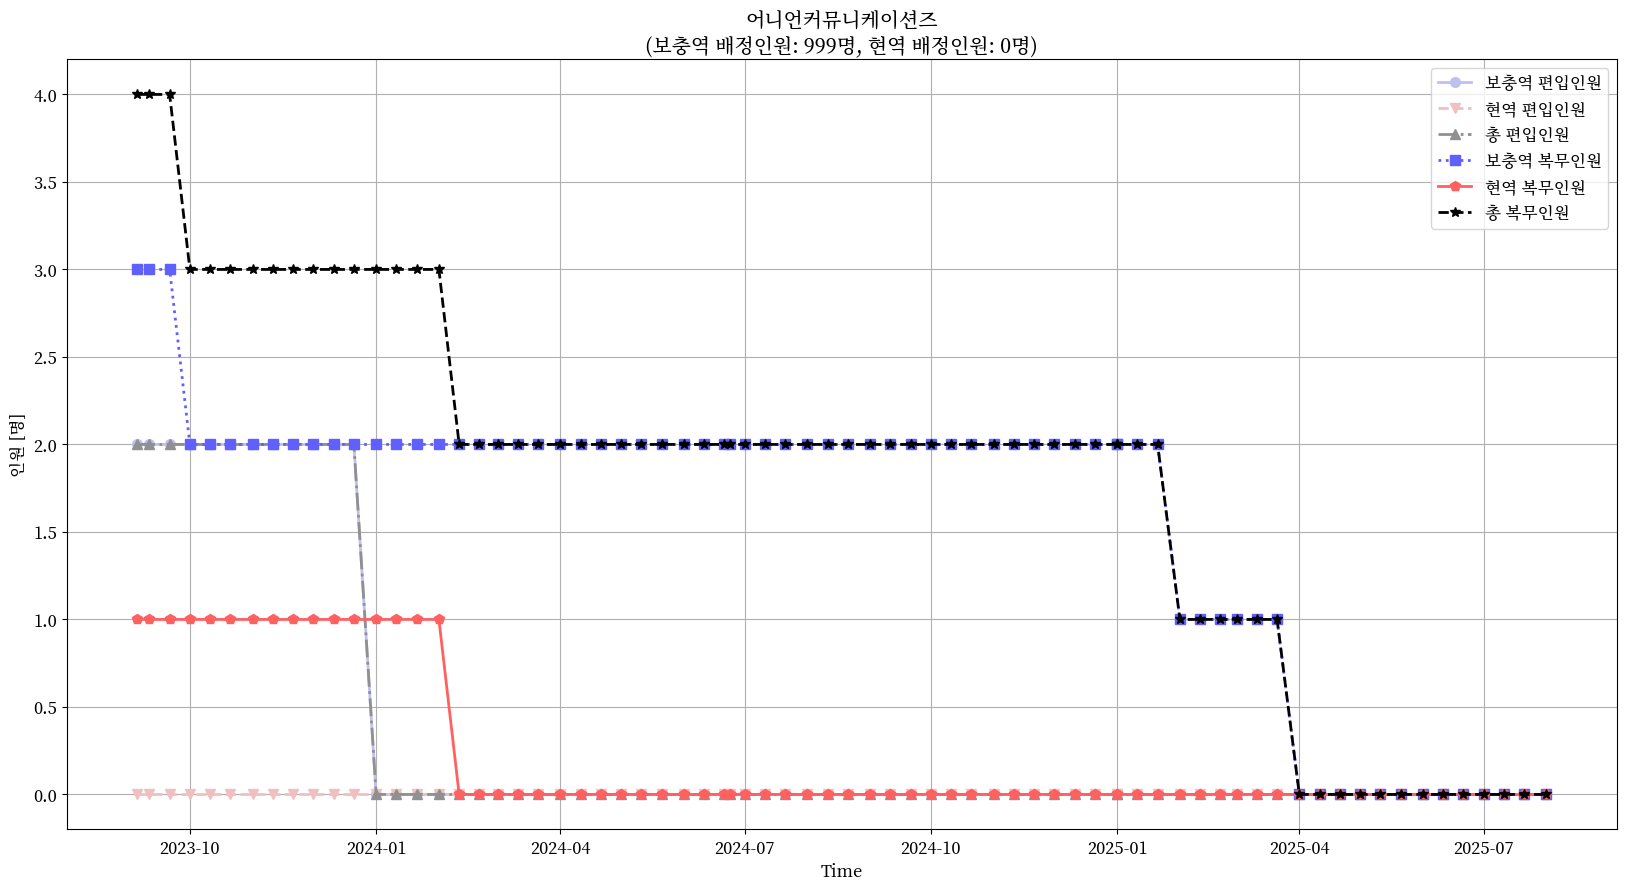 어니언커뮤니케이션즈
(보충역 배정인원: 999명, 현역 배정인원: 0명)
보충역 편입인원
현역 편입인원
총 편입인원
보충역 복무인원
현역 복무인원
총 복무인원
인원 [명]
4.0
3.5
3.0
2.5
2.0
1.5
1.0
0.5
0.0
2023-10 2024-01 2024-04 2024-07 2024-10 2025-01 2025-04 2025-07
Time